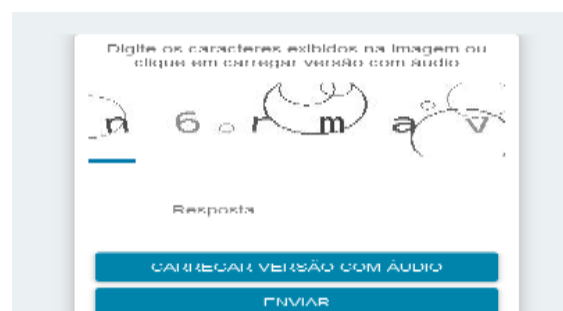 Digite os caracteres exibidos na imagem ou
clique em carregar versão com áudio
n 6 r m a v
Resposta
CARREGAR VERSÃO COM ÁUDIO
ENVIAR